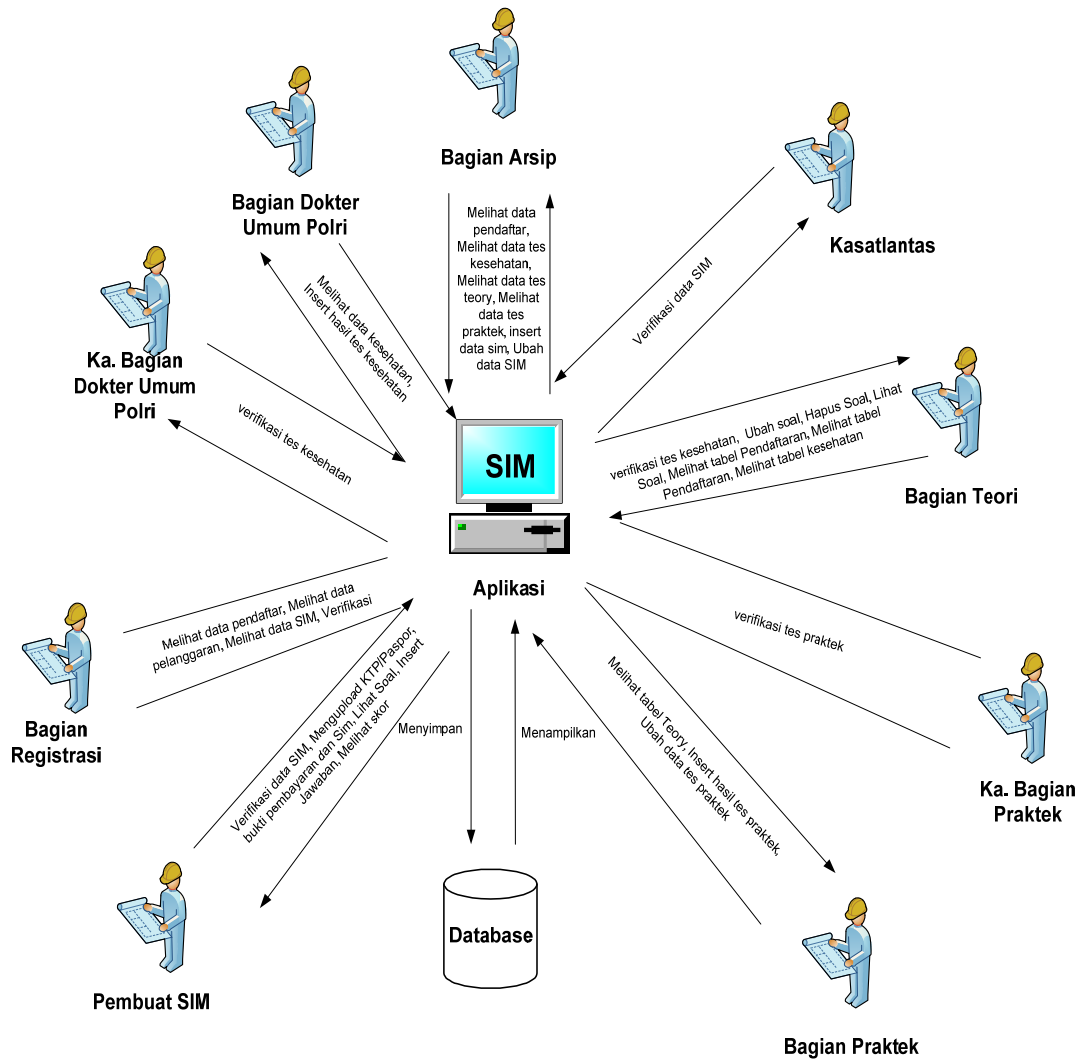 Bagian Arsip
Bagian Dokter
Umum Polri
Kasatlantas
Ka. Bagian
Dokter Umum
Polri
Melihat data
pendaftar,
Melihat data tes
kesehatan,
Melihat data tes
teory, Melihat
data tes
praktek, insert
data sim, Ubah
data SIM
Melihat data kesehatan,
Insert hasil tes kesehatan
Verifikasi data SIM
verifikasi tes kesehatan
verifikasi tes kesehatan, Ubah soal, Hapus Soal, Lihat
Soal, Melihat tabel Pendaftaran, Melihat tabel
Pendaftaran, Melihat tabel kesehatan
Bagian Teori
SIM
Aplikasi
Melihat data pendaftar, Melihat data
pelanggaran, Melihat data SIM, Verifikasi
Bagian
Registrasi
verifikasi tes praktek
Ka. Bagian
Praktek
Verifikasi data SIM, Mengupload KTP/Paspor,
bukti pembayaran dan Sim, Lihat Soal, Insert
Jawaban, Melihat skor
Menyimpan
Menampilkan
Melihat tabel Teory, Insert hasil tes praktek,
Ubah data tes praktek
Database
Pembuat SIM
Bagian Praktek